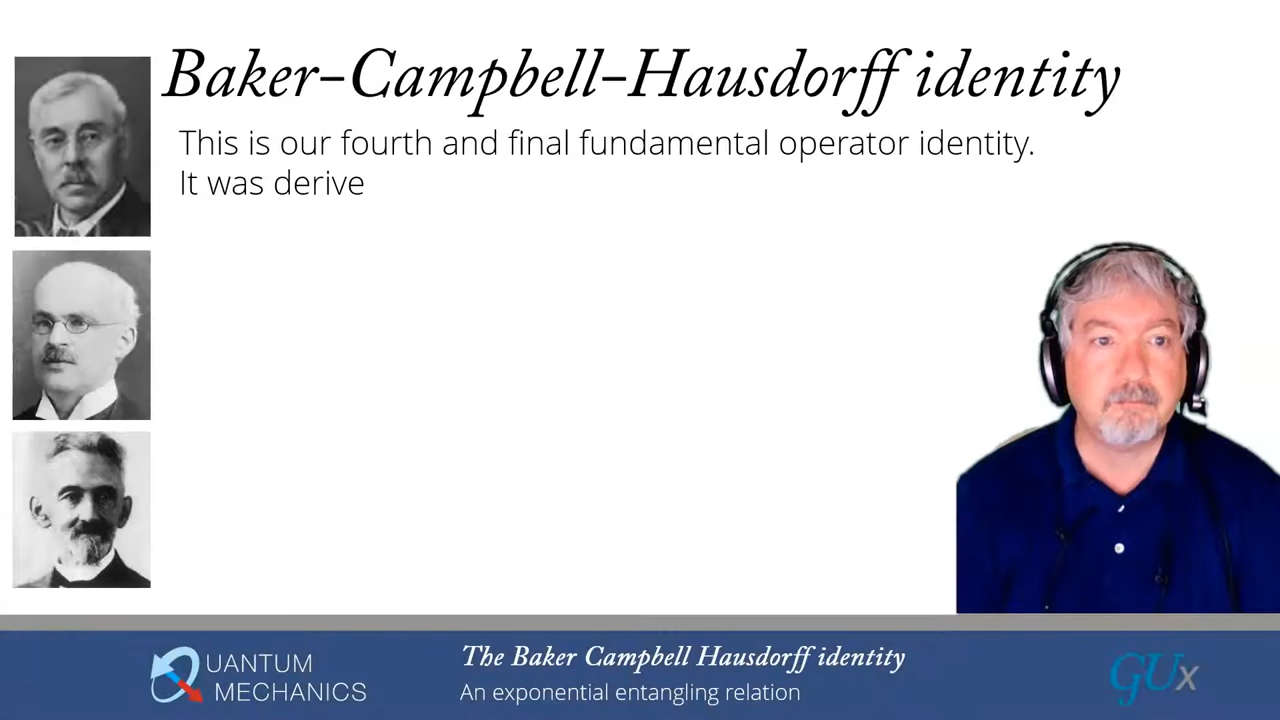 Baker–Campbell–Hausdorff identity
This is our fourth and final fundamental operator identity.
It was derive
QUANTUM
MECHANICS
The Baker Campbell Hausdorff identity
An exponential entangling relation
GUx